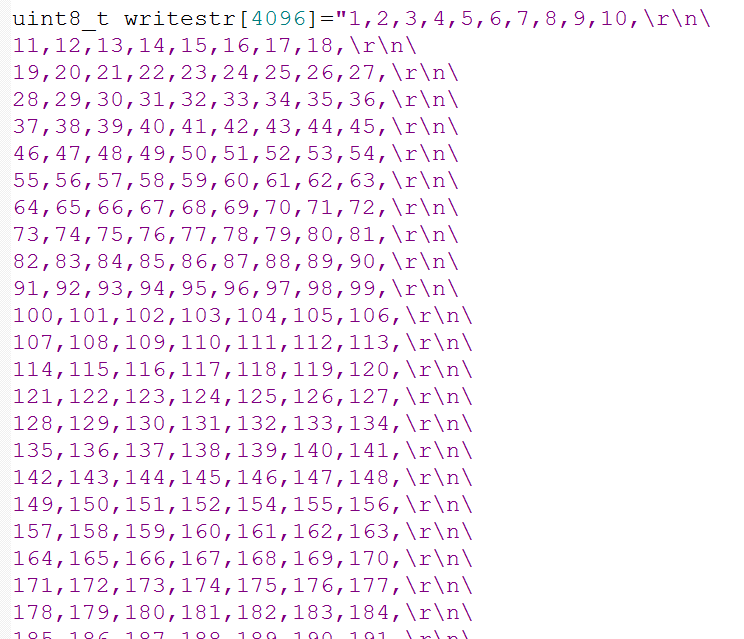 uint8_t writestr[4096]="1,2,3,4,5,6,7,8,9,10,\r\n\
11,12,13,14,15,16,17,18,\r\n\
19,20,21,22,23,24,25,26,27,\r\n\
28,29,30,31,32,33,34,35,36,\r\n\
37,38,39,40,41,42,43,44,45,\r\n\
46,47,48,49,50,51,52,53,54,\r\n\
55,56,57,58,59,60,61,62,63,\r\n\
64,65,66,67,68,69,70,71,72,\r\n\
73,74,75,76,77,78,79,80,81,\r\n\
82,83,84,85,86,87,88,89,90,\r\n\
91,92,93,94,95,96,97,98,99,\r\n\
100,101,102,103,104,105,106,\r\n\
107,108,109,110,111,112,113,\r\n\
114,115,116,117,118,119,120,\r\n\
121,122,123,124,125,126,127,\r\n\
128,129,130,131,132,133,134,\r\n\
135,136,137,138,139,140,141,\r\n\
142,143,144,145,146,147,148,\r\n\
149,150,151,152,154,155,156,\r\n\
157,158,159,160,161,162,163,\r\n\
164,165,166,167,168,169,170,\r\n\
171,172,173,174,175,176,177,\r\n\
178,179,180,181,182,183,184,\r\n\
185,186,187,188,189,190,191,\r\n\